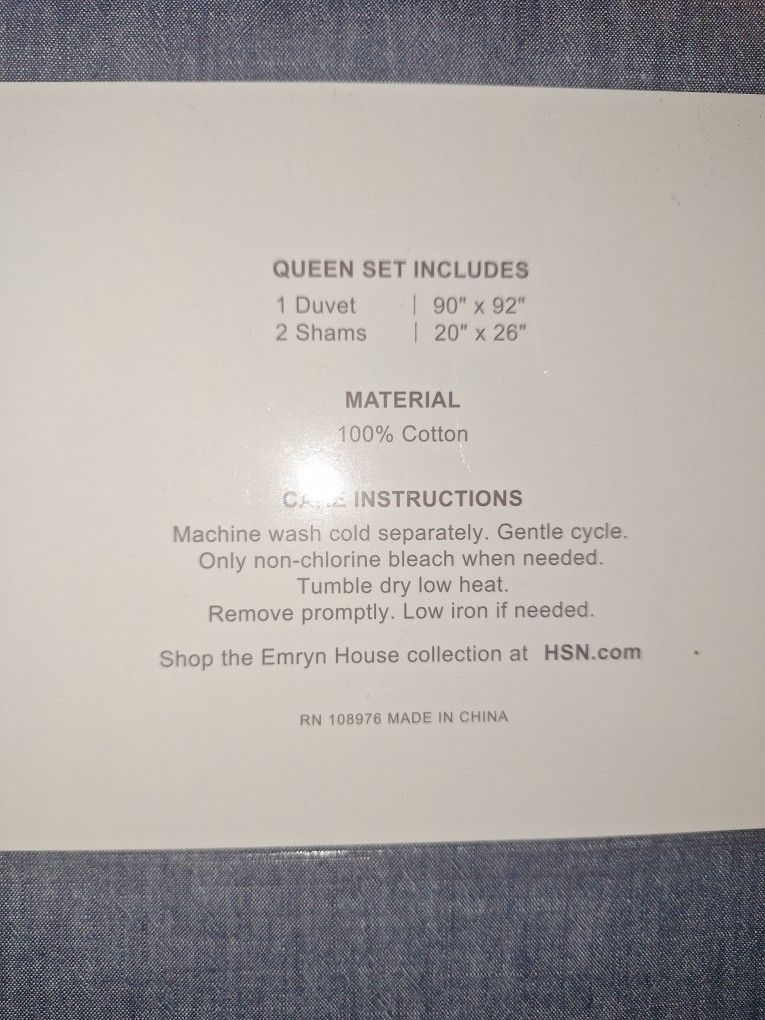 QUEEN SET INCLUDES
1 Duvet | 90" x 92"
2 Shams | 20" x 26"
MATERIAL
100% Cotton
CARE INSTRUCTIONS
Machine wash cold separately. Gentle cycle.
Only non-chlorine bleach when needed.
Tumble dry low heat.
Remove promptly. Low iron if needed.
Shop the Emryn House collection at HSN.com
RN 108976 MADE IN CHINA